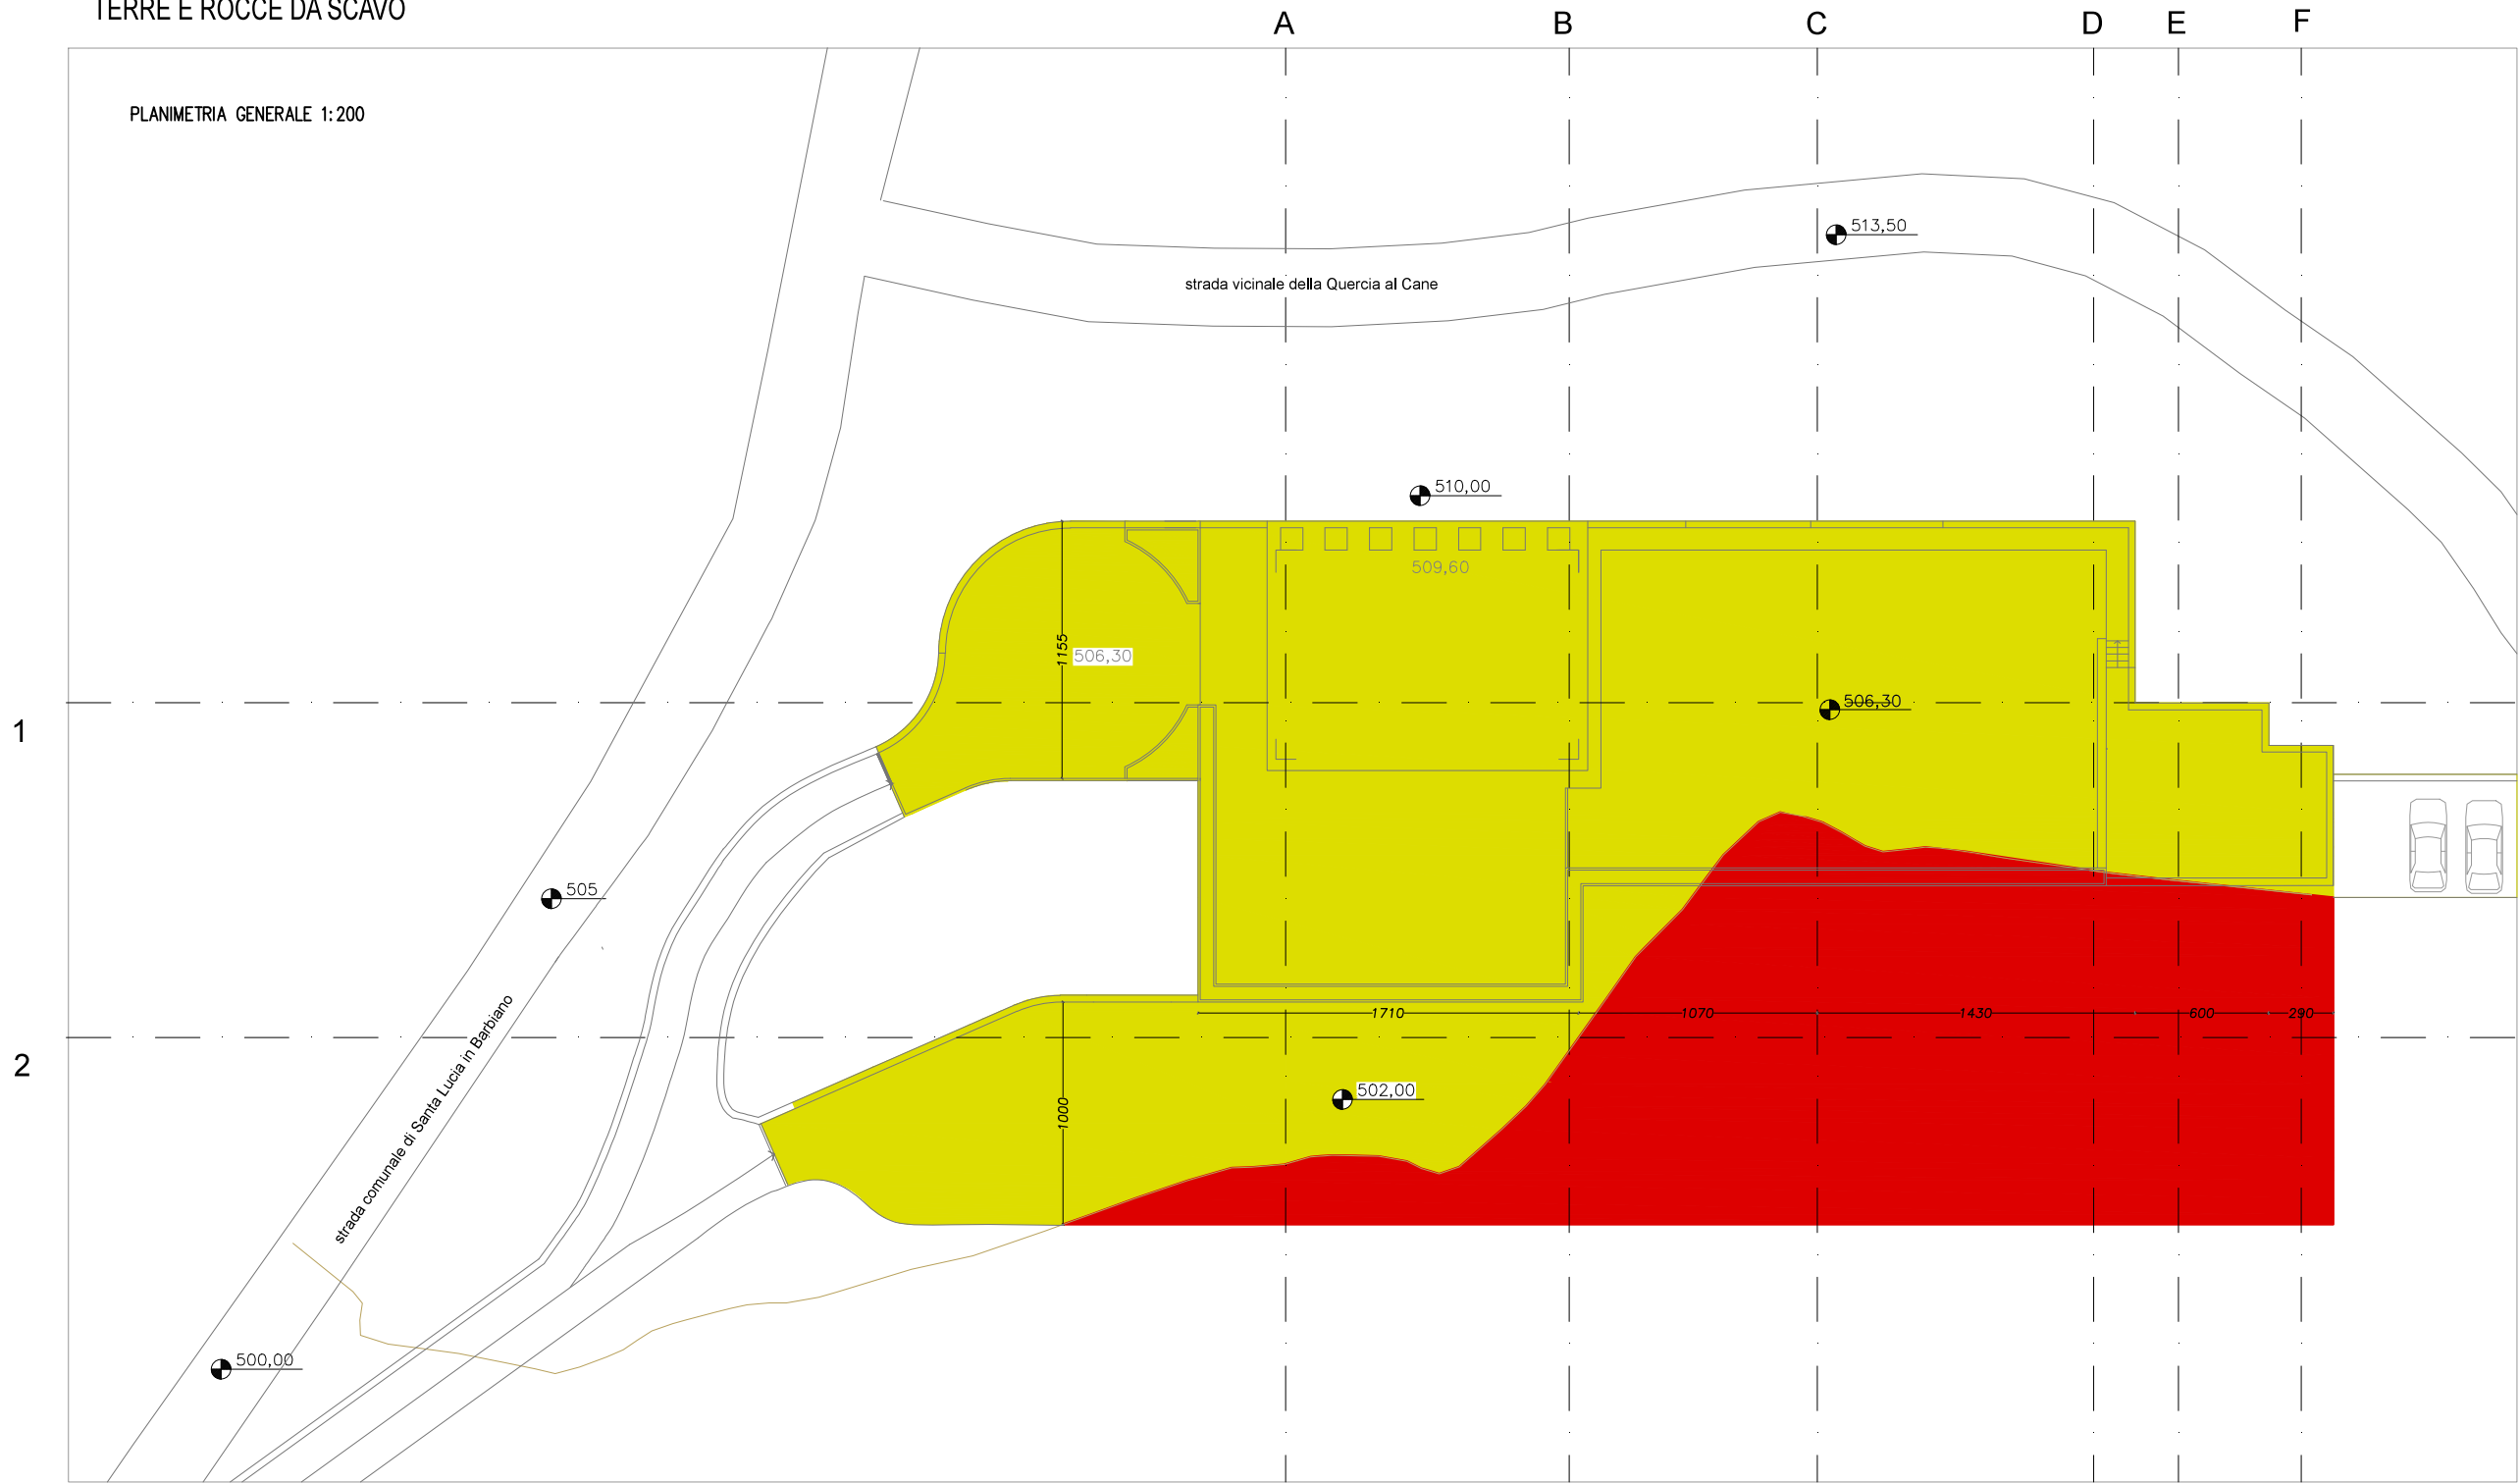 TERRE E ROCCE DA SCAVO
A B C D E F
PLANIMETRIA GENERALE 1:200
513,50
strada vicinale della Quercia al Cane
510,00
509,60
1155
506,30
506,30
1
505
1710 1070 1430 600 290
2
502,00
1000
strada comunale di Santa Lucia in Barbiano
500,00